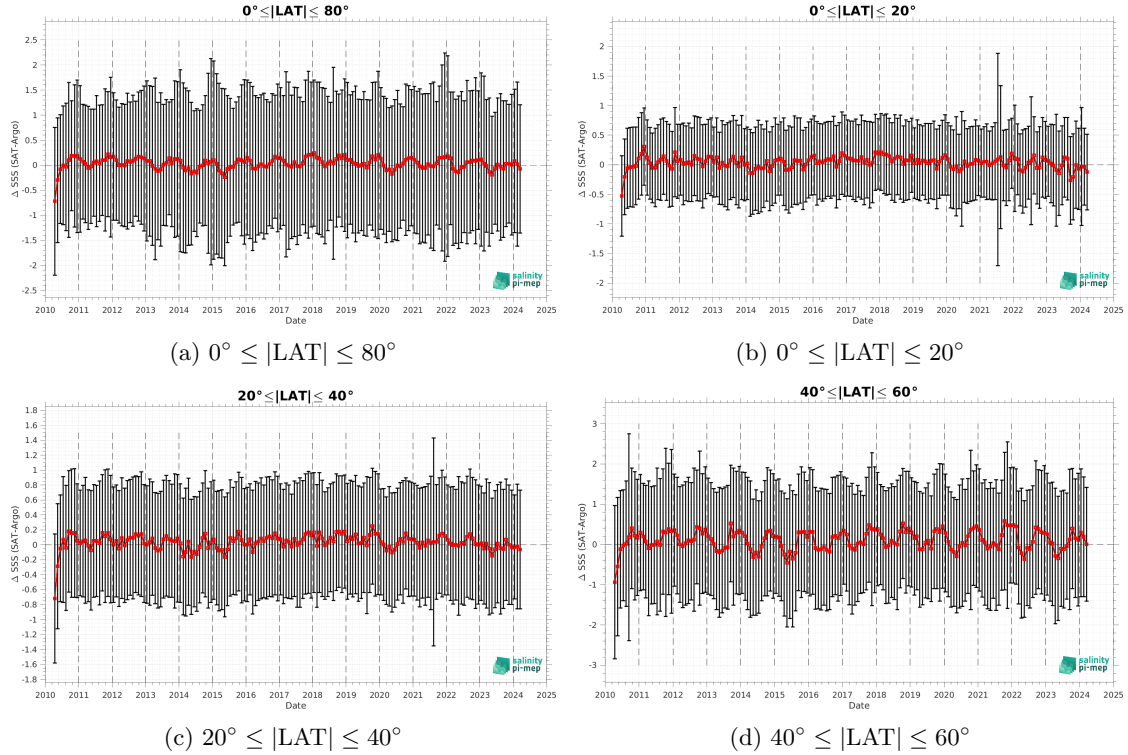 0°≤|LAT|≤ 80°
Δ SSS (SAT-Argo)
2.5
2
1.5
1
0.5
0
-0.5
-1
-1.5
-2
-2.5
2010 2011 2012 2013 2014 2015 2016 2017 2018 2019 2020 2021 2022 2023 2024 2025
Date
salinity
pi-mep
(a) 0° ≤ |LAT| ≤ 80°
0°≤|LAT|≤ 20°
Δ SSS (SAT-Argo)
2
1.5
1
0.5
0
-0.5
-1
-1.5
-2
2010 2011 2012 2013 2014 2015 2016 2017 2018 2019 2020 2021 2022 2023 2024 2025
Date
salinity
pi-mep
(b) 0° ≤ |LAT| ≤ 20°
20°≤|LAT|≤ 40°
Δ SSS (SAT-Argo)
1.8
1.6
1.4
1.2
1
0.8
0.6
0.4
0.2
0
-0.2
-0.4
-0.6
-0.8
-1
-1.2
-1.4
-1.6
-1.8
2010 2011 2012 2013 2014 2015 2016 2017 2018 2019 2020 2021 2022 2023 2024 2025
Date
salinity
pi-mep
(c) 20° ≤ |LAT| ≤ 40°
40°≤|LAT|≤ 60°
Δ SSS (SAT-Argo)
3
2
1
0
-1
-2
-3
2010 2011 2012 2013 2014 2015 2016 2017 2018 2019 2020 2021 2022 2023 2024 2025
Date
salinity
pi-mep
(d) 40° ≤ |LAT| ≤ 60°